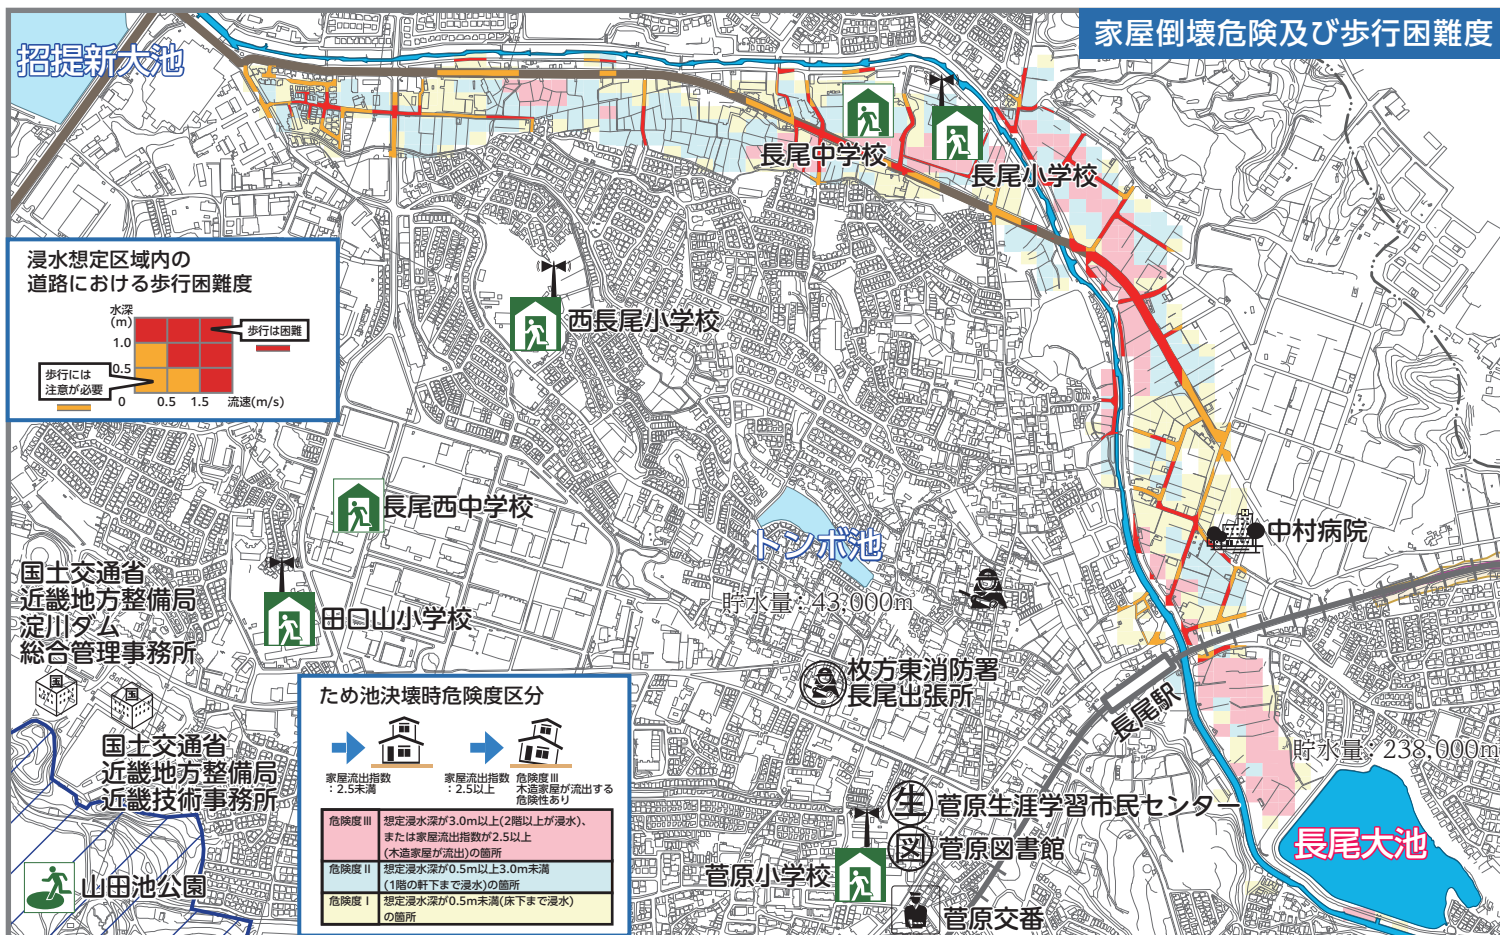 家屋倒壊危険及び歩行困難度
招提新大池
長尾中学校
長尾小学校
浸水想定区域内の
道路における歩行困難度
水深
(m)
1.0
0.5
0
0.5
1.5
流速(m/s)
歩行は困難
歩行には
注意が必要
西長尾小学校
長尾西中学校
トンボ池
貯水量：43,000m
中村病院
国土交通省
近畿地方整備局
淀川ダム
総合管理事務所
田口山小学校
国
国
枚方東消防署
長尾出張所
長尾駅
国土交通省
近畿地方整備局
近畿技術事務所
貯水量：238,000m
長尾大池
ため池決壊時危険度区分
家屋流出指数
：2.5未満
家屋流出指数
：2.5以上
危険度Ⅲ
木造家屋が流出する
危険性あり
危険度Ⅲ
想定浸水深が3.0m以上(2階以上が浸水)、
または家屋流出指数が2.5以上
(木造家屋が流出)の箇所
危険度Ⅱ
想定浸水深が0.5m以上3.0m未満
(1階の軒下まで浸水)の箇所
危険度Ⅰ
想定浸水深が0.5m未満(床下まで浸水)
の箇所
生
菅原生涯学習市民センター
図
菅原図書館
菅原小学校
菅原交番
山田池公園